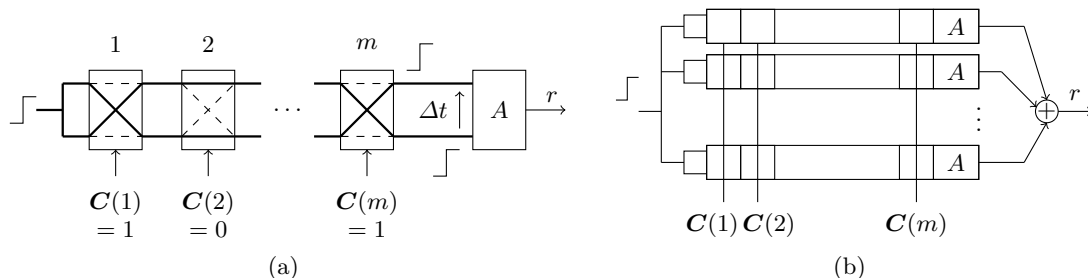 1 2 m
··· Δt A r
C(1) C(2) C(m)
=1 =0 =1
(a)
A
A
⋮ + r
A
C(1) C(2) C(m)
(b)